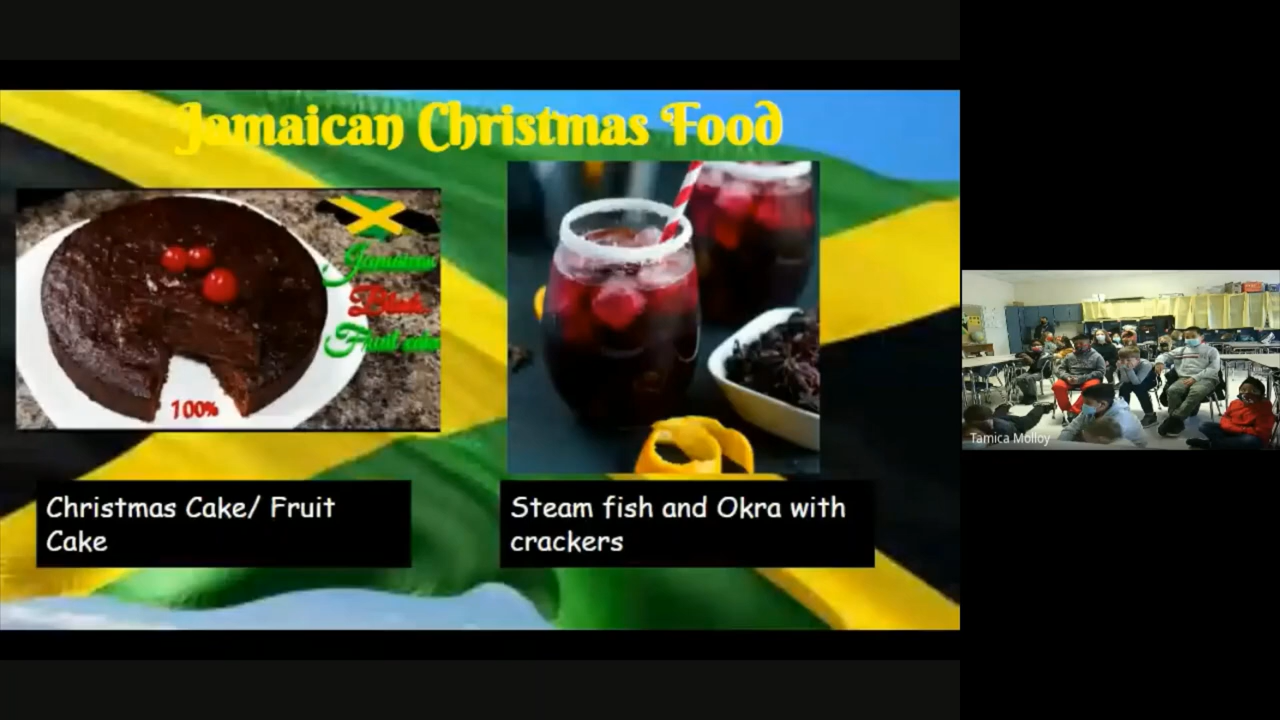 Jamaican Christmas Food
Jamaican
Black
Fruit cake
100%
Christmas Cake/ Fruit
Cake
Steam fish and Okra with
crackers
Tamica Molloy